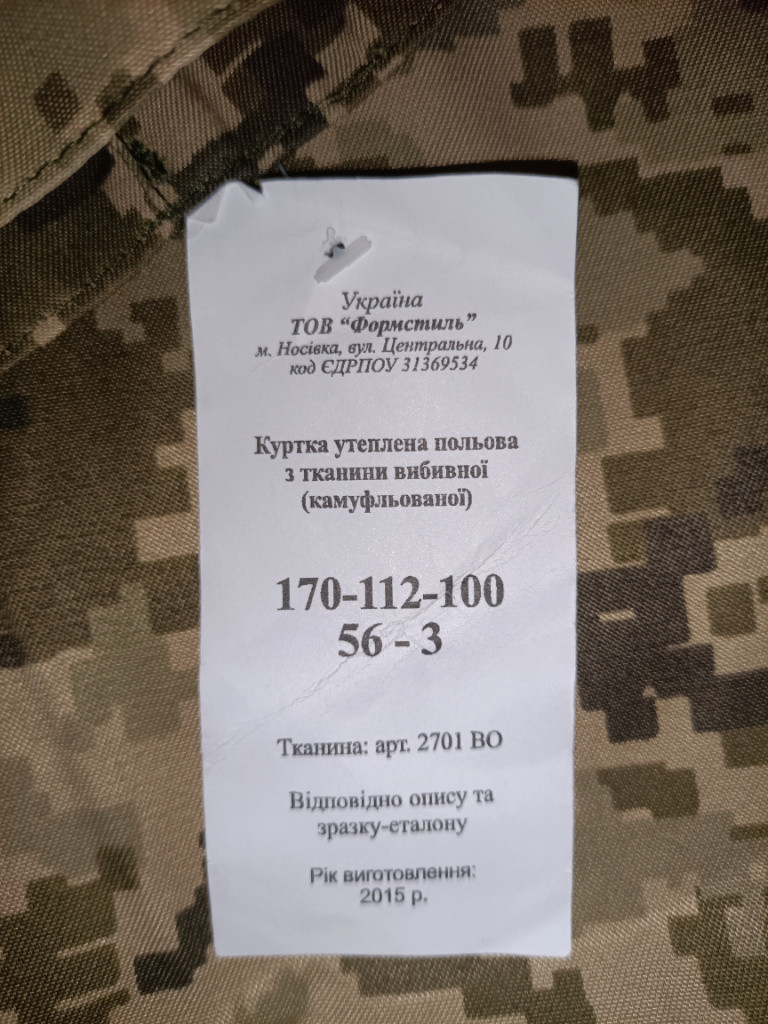 Україна
ТОВ “Формстиль”
м. Носівка, вул. Центральна, 10
код ЄДРПОУ 31369534
Куртка утеплена польова
з тканини вибивної
(камуфльованої)
170-112-100
56 - 3
Тканина: арт. 2701 ВО
Відповідно опису та
зразку-еталону
Рік виготовлення:
2015 р.